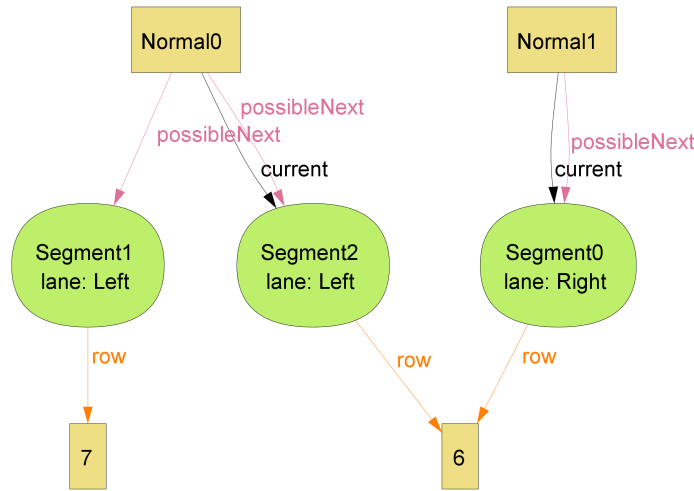 Normal0
Normal1
possibleNext
possibleNext
possibleNext
current
current
Segment1
lane: Left
Segment2
lane: Left
Segment0
lane: Right
row
row
row
7
6